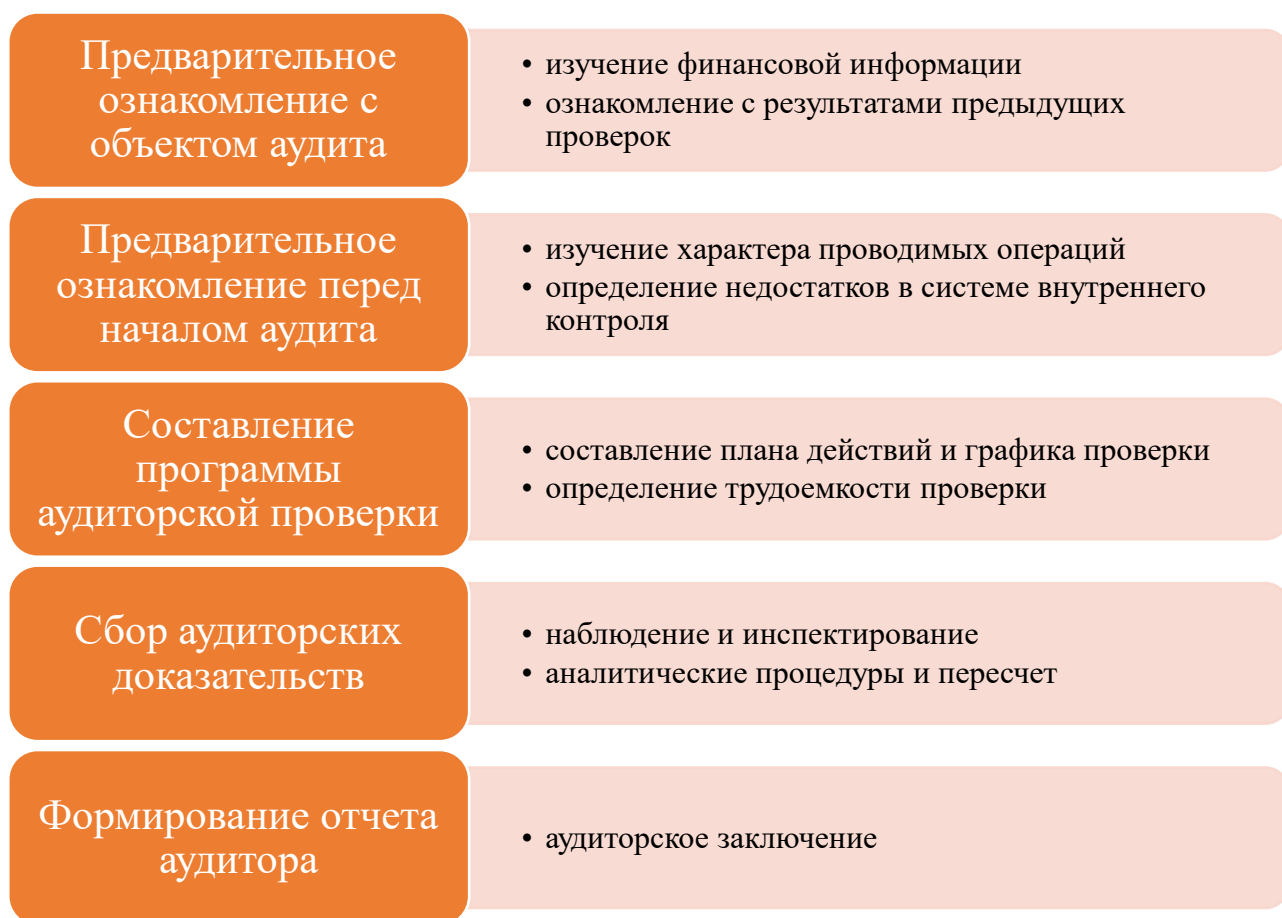 Предварительное
ознакомление с
объектом аудита
• изучение финансовой информации
• ознакомление с результатами предыдущих
проверок
Предварительное
ознакомление перед
началом аудита
• изучение характера проводимых операций
• определение недостатков в системе внутреннего
контроля
Составление
программы
аудиторской проверки
• составление плана действий и графика проверки
• определение трудоемкости проверки
Сбор аудиторских
доказательств
• наблюдение и инспектирование
• аналитические процедуры и пересчет
Формирование отчета
аудитора
• аудиторское заключение